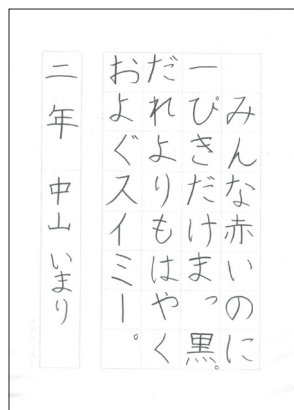 みんな赤いのに
一ぴきだけまっ黒。
だれよりもはやく
およぐスイミー。
二年 中山いまり